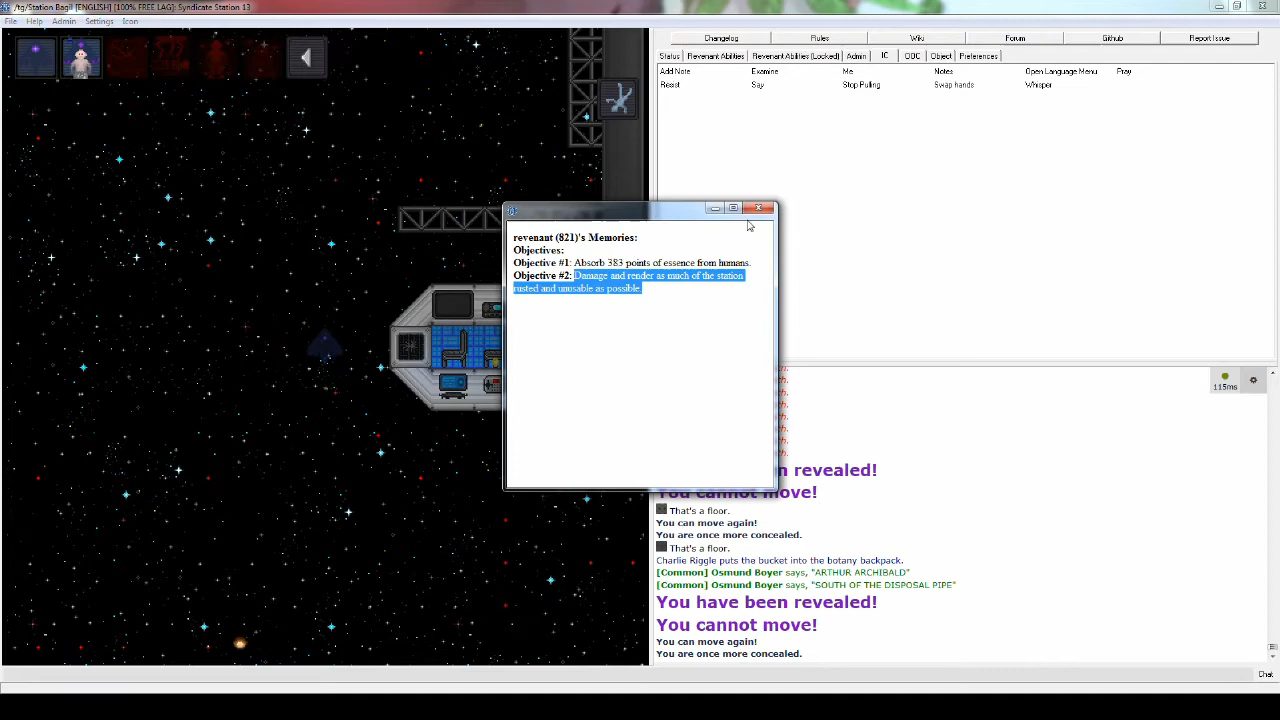 /tg/Station Bagil [ENGLISH] [100% FREE LAG]: Syndicate Station 13
File Help Admin Settings Icon
Changelog Rules Wiki Forum Github Report Issue
Status Revenant Abilities Revenant Abilities (Locked) Admin IC OOC Object Preferences
Add Note Examine Me Notes Open Language Menu Pray
Resist Say Stop Pulling Swap hands Whisper
revenant (821)'s Memories:
Objectives:
Objective #1: Absorb 383 points of essence from humans.
Objective #2: Damage and render as much of the station
rusted and unusable as possible.
115ms
th.
th.
th.
th.
th.
th.
n revealed!
You cannot move!
That's a floor.
You can move again!
You are once more concealed.
That's a floor.
Charlie Riggle puts the bucket into the botany backpack.
[Common] Osmund Boyer says, "ARTHUR ARCHIBALD"
[Common] Osmund Boyer says, "SOUTH OF THE DISPOSAL PIPE"
You have been revealed!
You cannot move!
You can move again!
You are once more concealed.
Chat